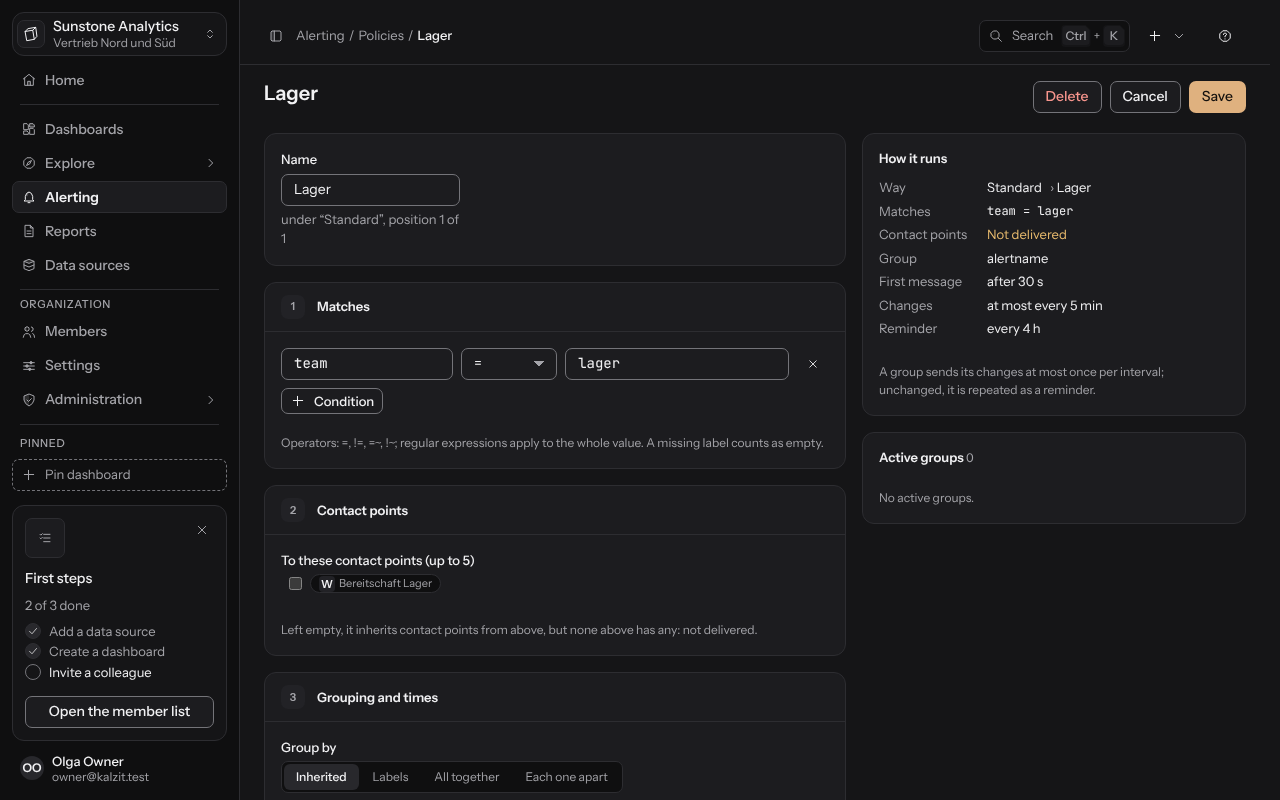 Sunstone Analytics
Vertrieb Nord und Süd
Home
Dashboards
Explore
Alerting
Reports
Data sources
ORGANIZATION
Members
Settings
Administration
PINNED
Pin dashboard
First steps
2 of 3 done
Add a data source
Create a dashboard
Invite a colleague
Open the member list
OO
Olga Owner
owner@kalzit.test
Alerting / Policies / Lager
Search Ctrl + K
Lager
Delete
Cancel
Save
Name
Lager
under “Standard”, position 1 of
1
1 Matches
team = lager
Condition
Operators: =, !=, =~, !~; regular expressions apply to the whole value. A missing label counts as empty.
2 Contact points
To these contact points (up to 5)
W Bereitschaft Lager
Left empty, it inherits contact points from above, but none above has any: not delivered.
3 Grouping and times
Group by
Inherited Labels All together Each one apart
How it runs
Way Standard › Lager
Matches team = lager
Contact points Not delivered
Group alertname
First message after 30 s
Changes at most every 5 min
Reminder every 4 h
A group sends its changes at most once per interval;
unchanged, it is repeated as a reminder.
Active groups 0
No active groups.